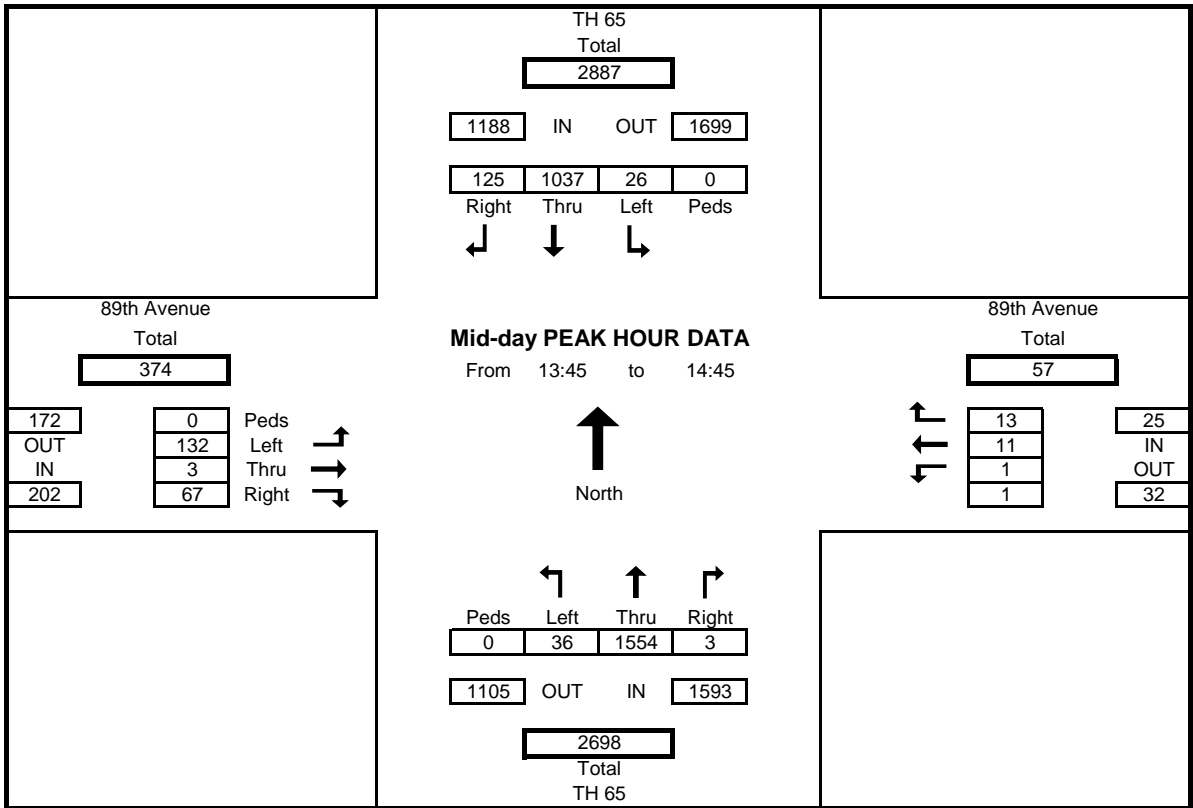 TH 65
Total
2887
1188 IN OUT 1699
125 1037 26 0
Right Thru Left Peds
89th Avenue
Total
374
172 0 Peds
OUT 132 Left
IN 3 Thru
202 67 Right
Mid-day PEAK HOUR DATA
From 13:45 to 14:45
North
89th Avenue
Total
57
13 25
11 IN
1 OUT
1 32
Peds Left Thru Right
0 36 1554 3
1105 OUT IN 1593
2698
Total
TH 65